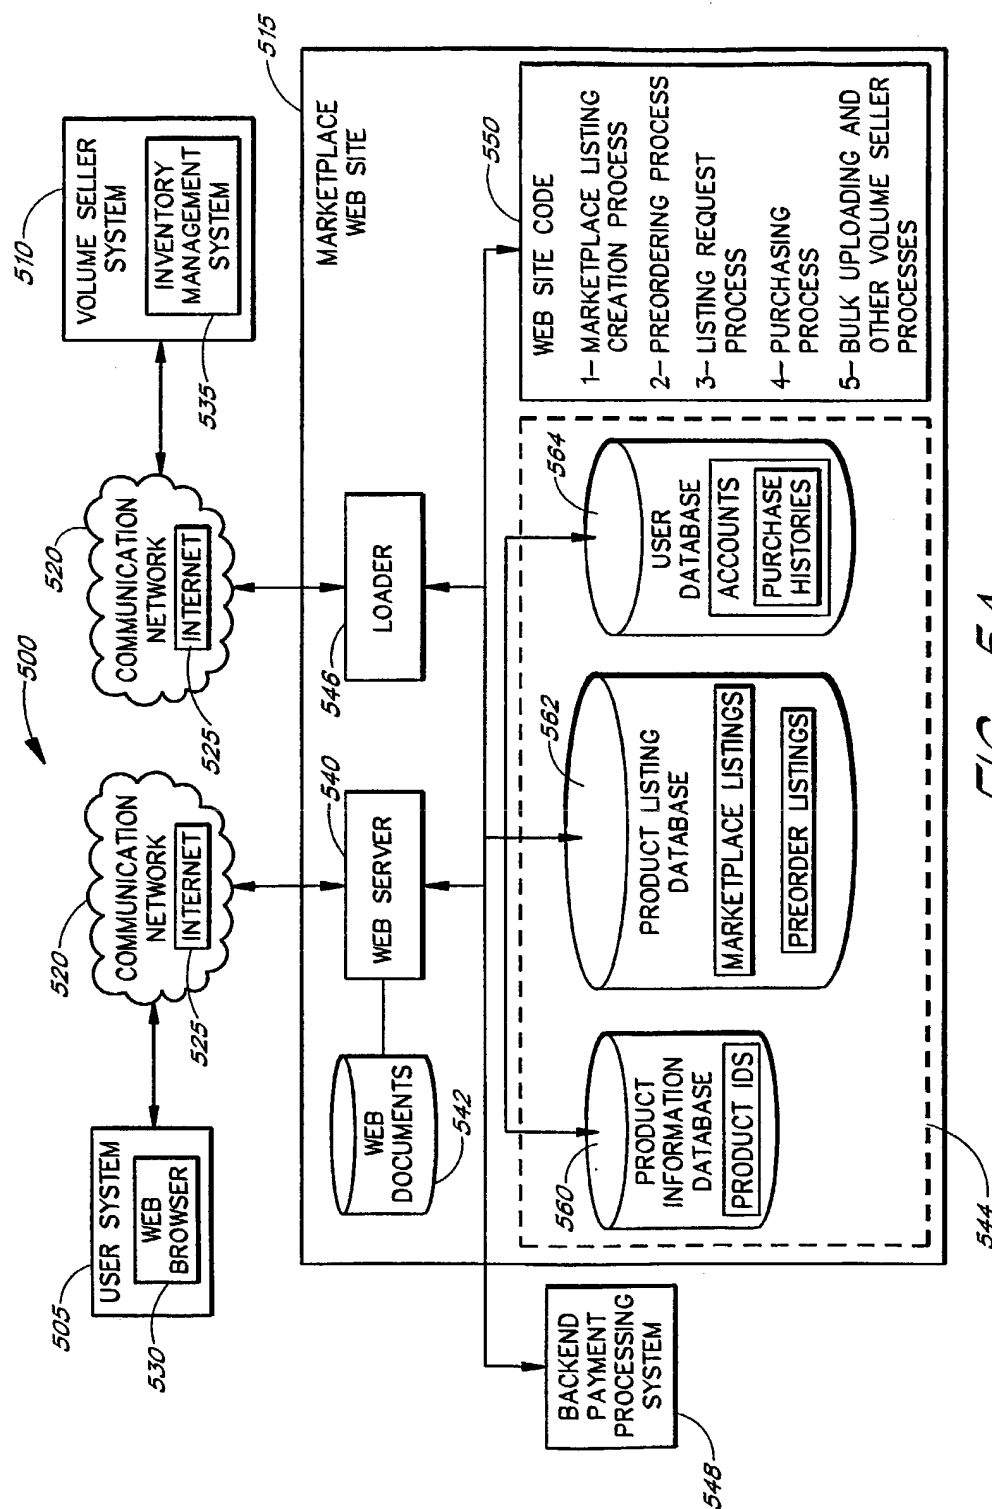 500
505
USER SYSTEM
WEB
BROWSER
530
520
COMMUNICATION
NETWORK
INTERNET
525
520
COMMUNICATION
NETWORK
INTERNET
525
510
VOLUME SELLER
SYSTEM
INVENTORY
MANAGEMENT
SYSTEM
535
515
MARKETPLACE
WEB SITE
WEB
DOCUMENTS
542
540
WEB SERVER
546
LOADER
550
WEB SITE CODE
1– MARKETPLACE LISTING
CREATION PROCESS
2– PREORDERING PROCESS
3– LISTING REQUEST
PROCESS
4– PURCHASING
PROCESS
5– BULK UPLOADING AND
OTHER VOLUME SELLER
PROCESSES
560
PRODUCT
INFORMATION
DATABASE
PRODUCT IDS
562
PRODUCT LISTING
DATABASE
MARKETPLACE LISTINGS
PREORDER LISTINGS
564
USER
DATABASE
ACCOUNTS
PURCHASE
HISTORIES
544
BACKEND
PAYMENT
PROCESSING
SYSTEM
548